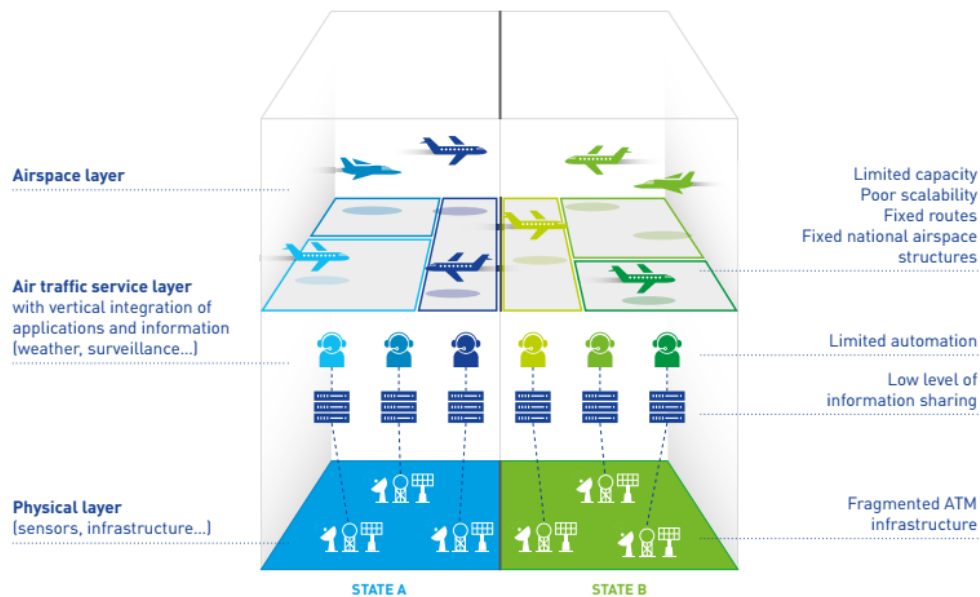 Airspace layer
Limited capacity
Poor scalability
Fixed routes
Fixed national airspace
structures
Air traffic service layer
with vertical integration of
applications and information
(weather, surveillance...)
Limited automation
Low level of
information sharing
Physical layer
(sensors, infrastructure...)
Fragmented ATM
infrastructure
STATE A
STATE B